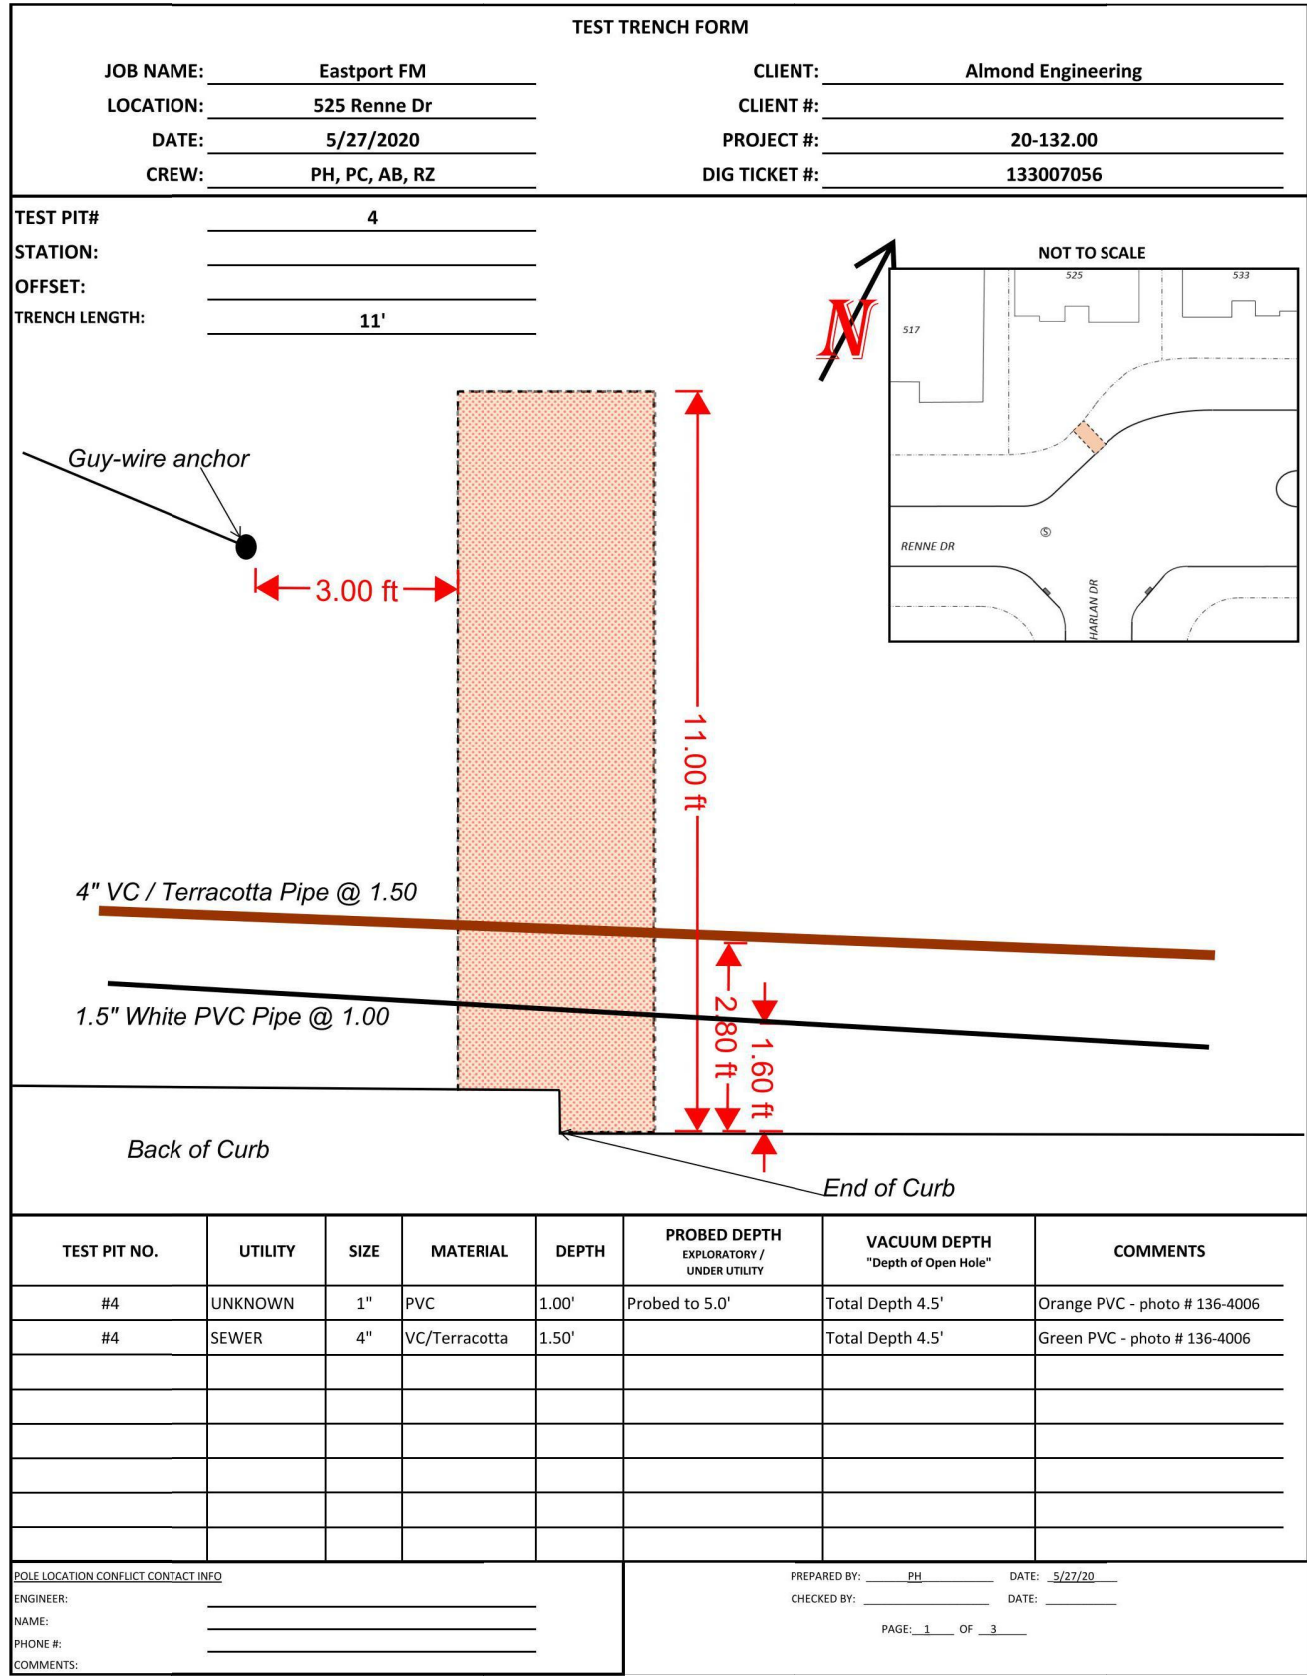 TEST TRENCH FORM
JOB NAME: Eastport FM CLIENT: Almond Engineering
LOCATION: 525 Renne Dr CLIENT #:
DATE: 5/27/2020 PROJECT #: 20-132.00
CREW: PH, PC, AB, RZ DIG TICKET #: 133007056
TEST PIT# 4
STATION:
OFFSET:
TRENCH LENGTH: 11'
N
NOT TO SCALE
525 533
517
RENNE DR
S
HARLAN DR
Guy-wire anchor
3.00 ft
11.00 ft
4" VC / Terracotta Pipe @ 1.50
1.5" White PVC Pipe @ 1.00
2.80 ft
1.60 ft
Back of Curb
End of Curb
TEST PIT NO. UTILITY SIZE MATERIAL DEPTH PROBED DEPTH EXPLORATORY / UNDER UTILITY VACUUM DEPTH "Depth of Open Hole" COMMENTS
#4 UNKNOWN 1" PVC 1.00' Probed to 5.0' Total Depth 4.5' Orange PVC - photo # 136-4006
#4 SEWER 4" VC/Terracotta 1.50' Total Depth 4.5' Green PVC - photo # 136-4006
POLE LOCATION CONFLICT CONTACT INFO
ENGINEER:
NAME:
PHONE #:
COMMENTS:
PREPARED BY: PH DATE: 5/27/20
CHECKED BY: DATE:
PAGE: 1 OF 3